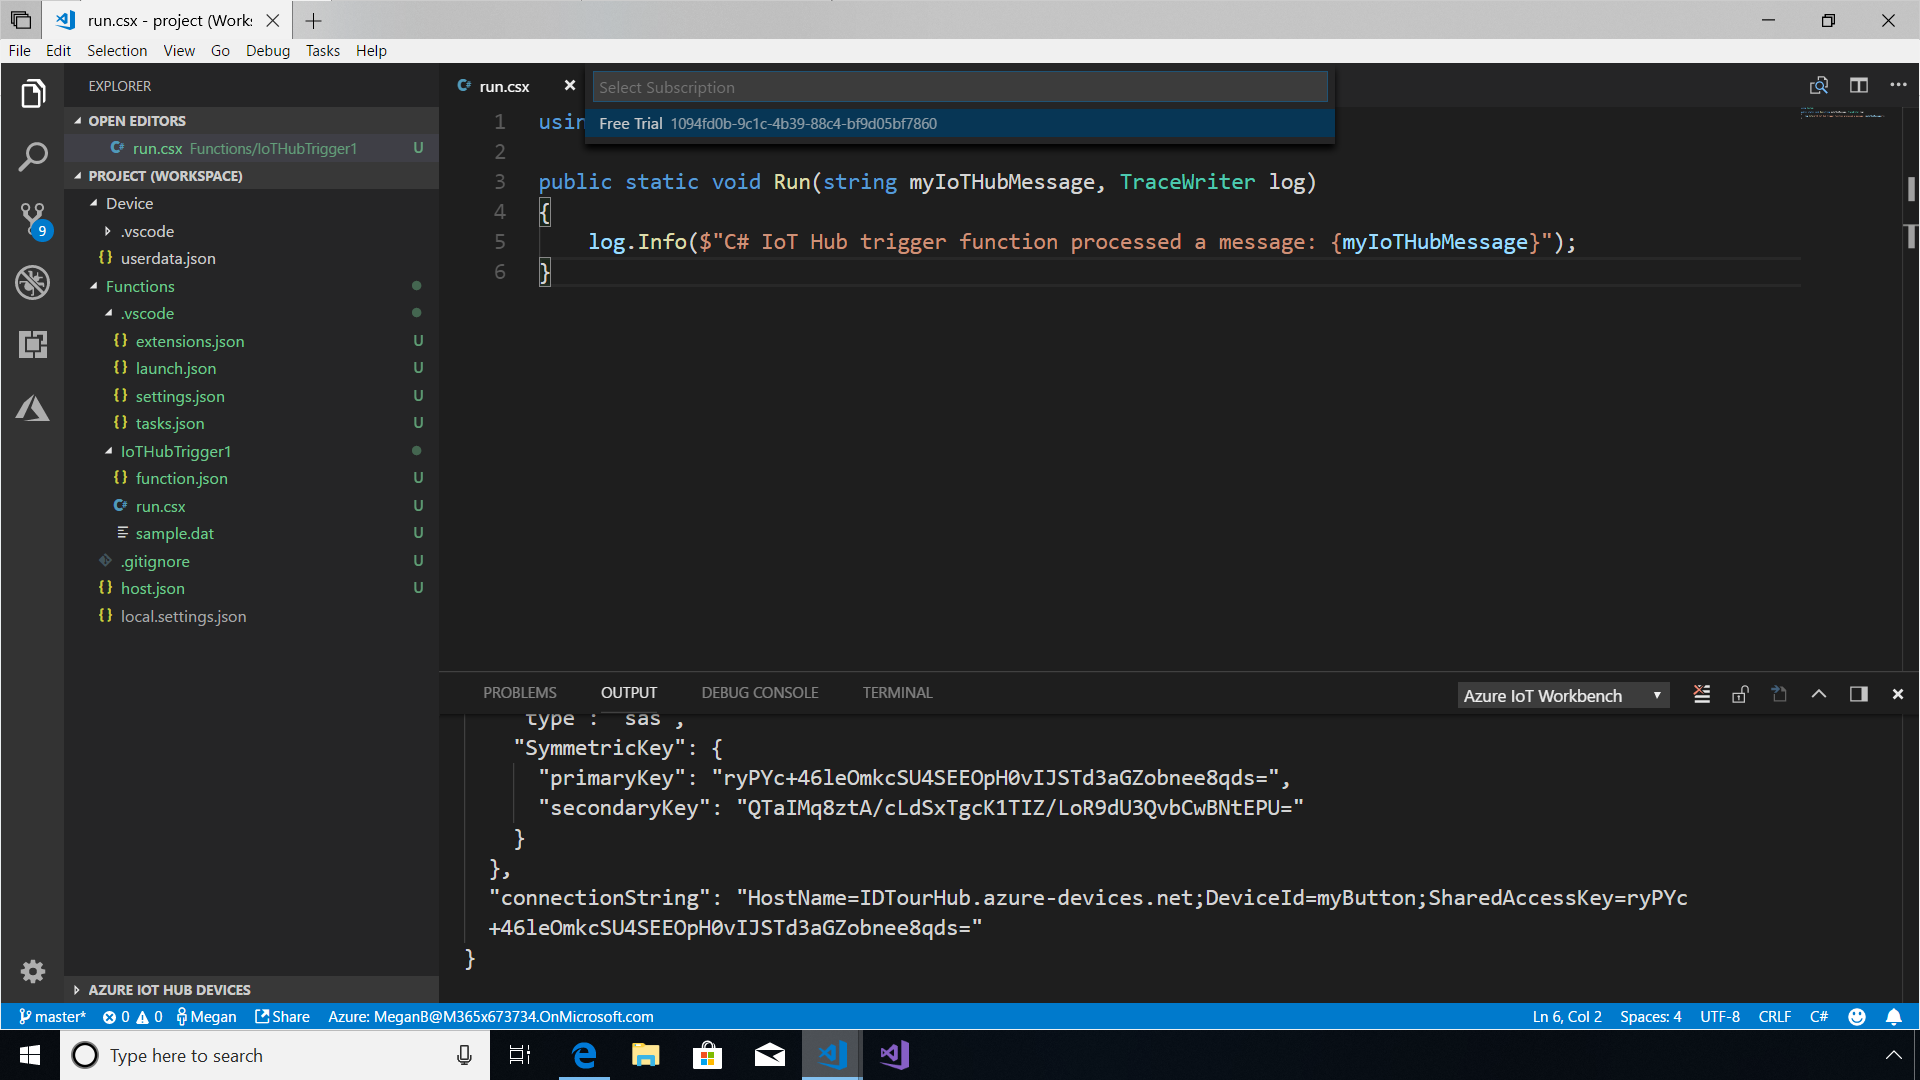 run.csx - project (Works
File Edit Selection View Go Debug Tasks Help
EXPLORER
OPEN EDITORS
run.csx Functions/IoTHubTrigger1 U
PROJECT (WORKSPACE)
Device
.vscode
{} userdata.json
Functions
.vscode
{} extensions.json U
{} launch.json U
{} settings.json U
{} tasks.json U
IoTHubTrigger1
{} function.json U
C# run.csx U
sample.dat U
.gitignore U
{} host.json U
{} local.settings.json
AZURE IOT HUB DEVICES
9
C# run.csx
Select Subscription
Free Trial 1094fd0b-9c1c-4b39-88c4-bf9d05bf7860
1 usin
2
3 public static void Run(string myIoTHubMessage, TraceWriter log)
4 {
5 log.Info($"C# IoT Hub trigger function processed a message: {myIoTHubMessage}");
6 }
PROBLEMS OUTPUT DEBUG CONSOLE TERMINAL
Azure IoT Workbench
type : sas ,
"SymmetricKey": {
"primaryKey": "ryPYc+46leOmkcSU4SEEOpH0vIJSTd3aGZobnee8qds=",
"secondaryKey": "QTaIMq8ztA/cLdSxTgcK1TIZ/LoR9dU3QvbCwBNtEPU="
}
},
"connectionString": "HostName=IDTourHub.azure-devices.net;DeviceId=myButton;SharedAccessKey=ryPYc
+46leOmkcSU4SEEOpH0vIJSTd3aGZobnee8qds="
}
master* 0 0 Megan Share Azure: MeganB@M365x673734.OnMicrosoft.com Ln 6, Col 2 Spaces: 4 UTF-8 CRLF C#
Type here to search